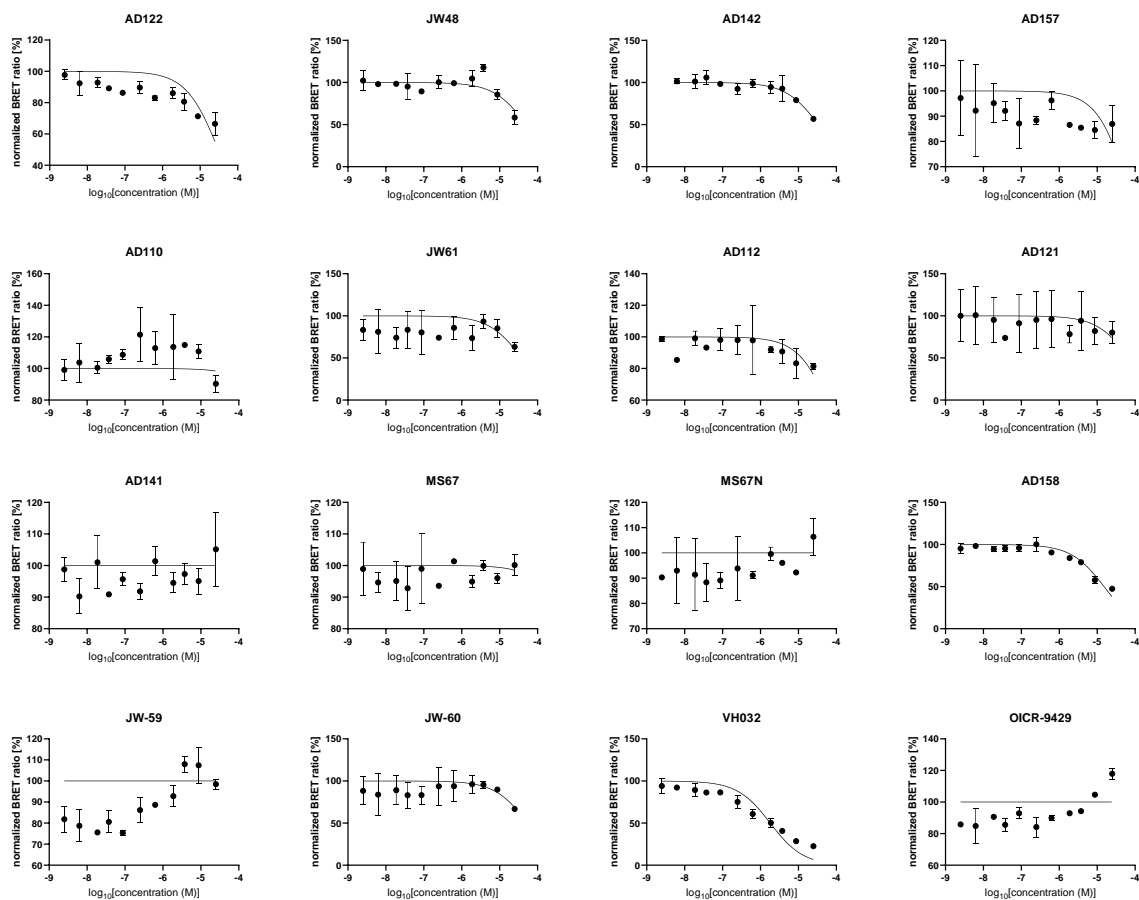 AD122
normalized BRET ratio [%]
120
100
80
60
40
-9 -8 -7 -6 -5 -4
log10[concentration (M)]
JW48
normalized BRET ratio [%]
150
100
50
0
-9 -8 -7 -6 -5 -4
log10[concentration (M)]
AD142
normalized BRET ratio [%]
150
100
50
0
-9 -8 -7 -6 -5 -4
log10[concentration (M)]
AD157
normalized BRET ratio [%]
120
110
100
90
80
70
-9 -8 -7 -6 -5 -4
log10[concentration (M)]
AD110
normalized BRET ratio [%]
160
140
120
100
80
60
-9 -8 -7 -6 -5 -4
log10[concentration (M)]
JW61
normalized BRET ratio [%]
150
100
50
0
-9 -8 -7 -6 -5 -4
log10[concentration (M)]
AD112
normalized BRET ratio [%]
140
120
100
80
60
-9 -8 -7 -6 -5 -4
log10[concentration (M)]
AD121
normalized BRET ratio [%]
150
100
50
0
-9 -8 -7 -6 -5 -4
log10[concentration (M)]
AD141
normalized BRET ratio [%]
120
110
100
90
80
-9 -8 -7 -6 -5 -4
log10[concentration (M)]
MS67
normalized BRET ratio [%]
120
110
100
90
80
-9 -8 -7 -6 -5 -4
log10[concentration (M)]
MS67N
normalized BRET ratio [%]
120
110
100
90
80
70
-9 -8 -7 -6 -5 -4
log10[concentration (M)]
AD158
normalized BRET ratio [%]
150
100
50
0
-9 -8 -7 -6 -5 -4
log10[concentration (M)]
JW-59
normalized BRET ratio [%]
120
110
100
90
80
70
60
-9 -8 -7 -6 -5 -4
log10[concentration (M)]
JW-60
normalized BRET ratio [%]
150
100
50
0
-9 -8 -7 -6 -5 -4
log10[concentration (M)]
VH032
normalized BRET ratio [%]
150
100
50
0
-9 -8 -7 -6 -5 -4
log10[concentration (M)]
OICR-9429
normalized BRET ratio [%]
140
120
100
80
60
-9 -8 -7 -6 -5 -4
log10[concentration (M)]